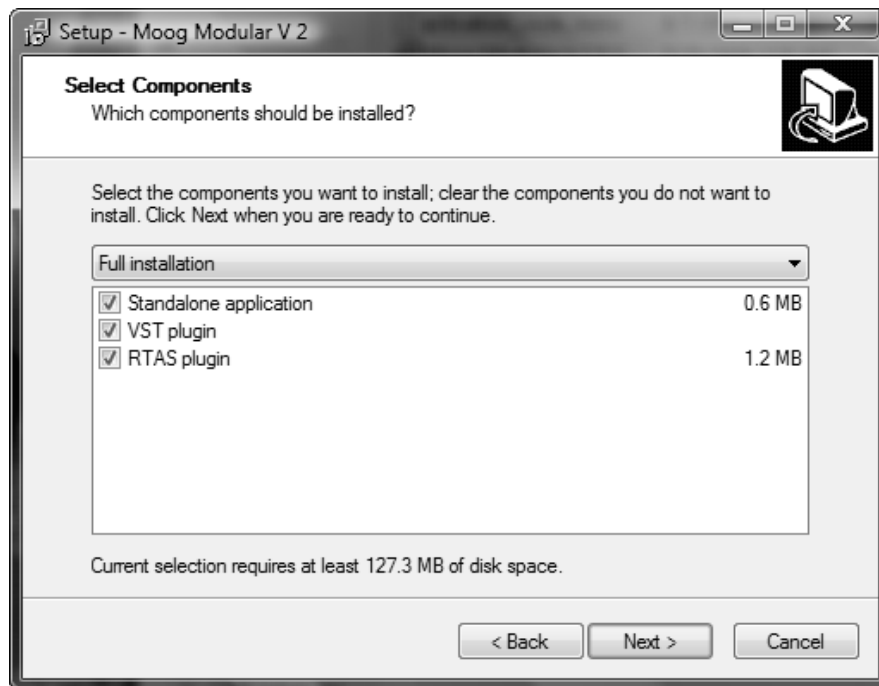 Setup - Moog Modular V 2
Select Components
Which components should be installed?
Select the components you want to install; clear the components you do not want to
install. Click Next when you are ready to continue.
Full installation
Standalone application 0.6 MB
VST plugin
RTAS plugin 1.2 MB
Current selection requires at least 127.3 MB of disk space.
< Back Next > Cancel